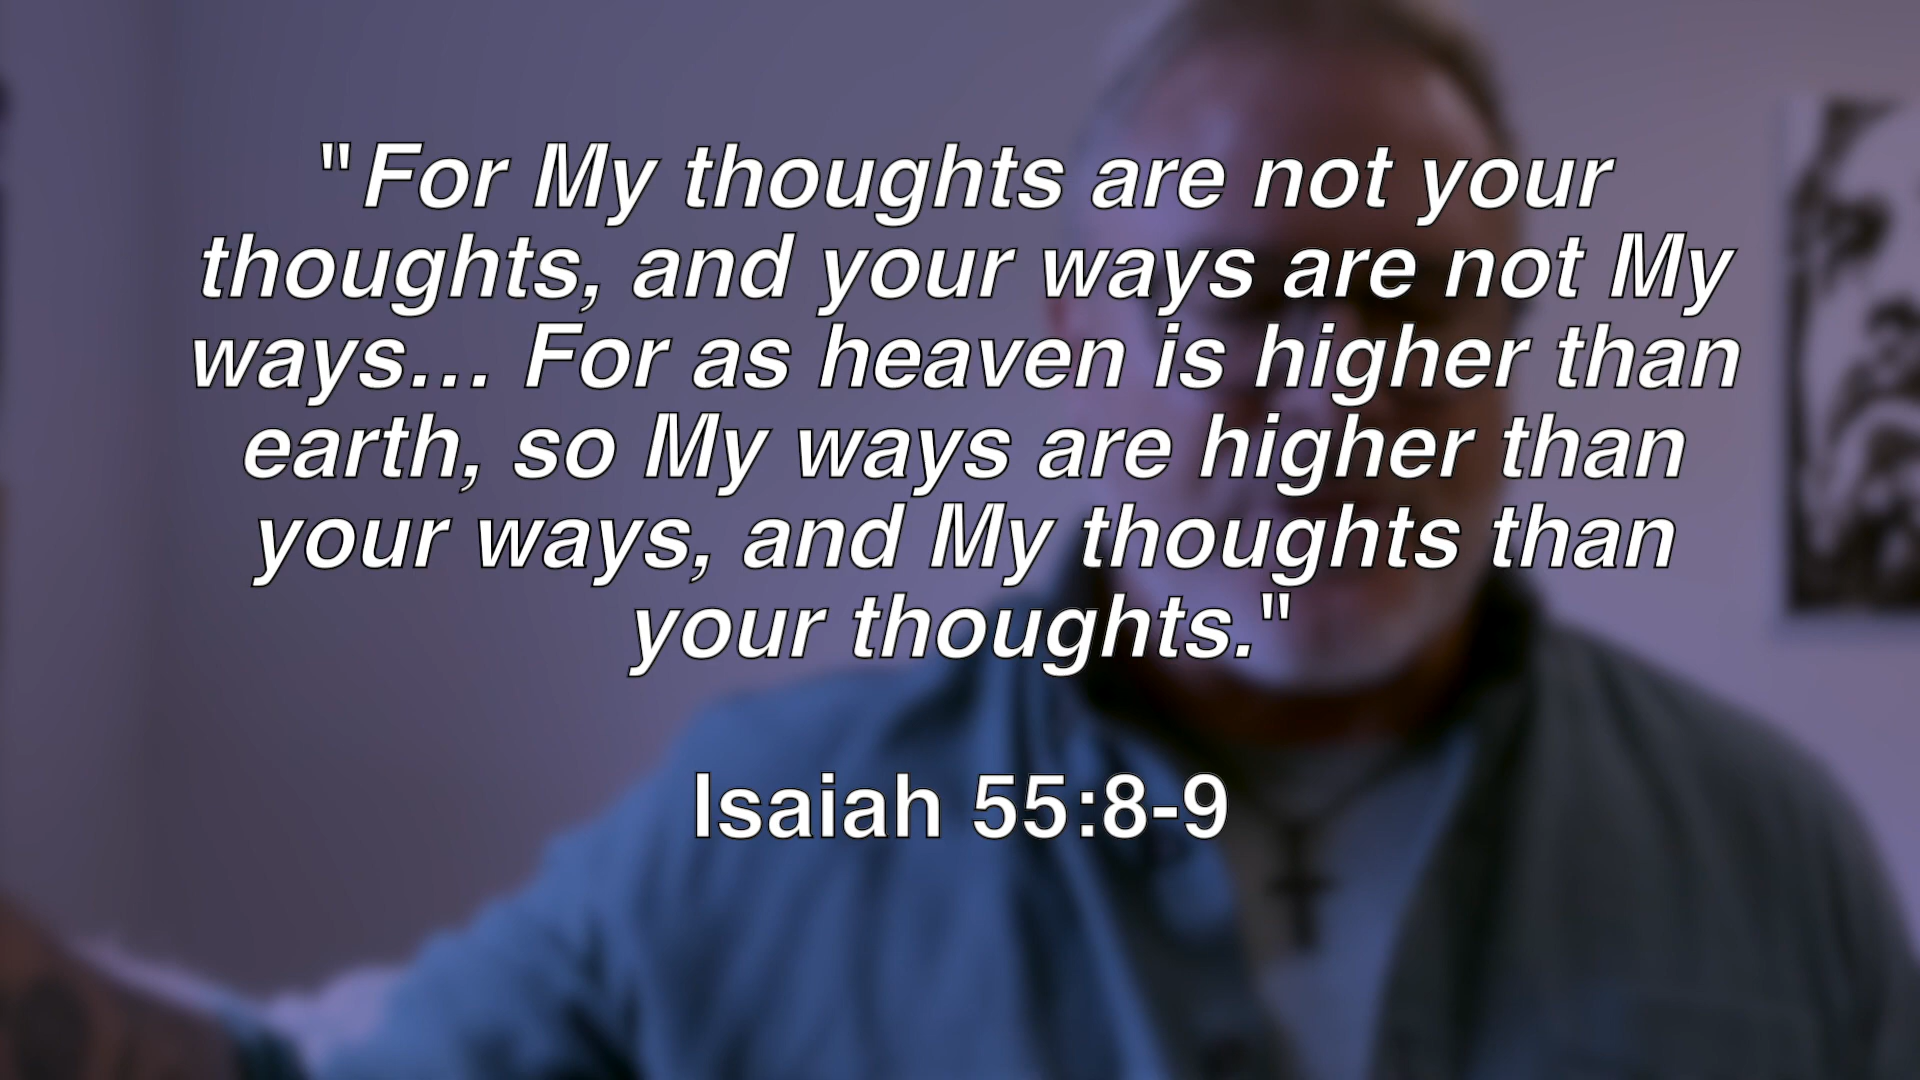 "For My thoughts are not your
thoughts, and your ways are not My
ways... For as heaven is higher than
earth, so My ways are higher than
your ways, and My thoughts than
your thoughts."
Isaiah 55:8-9